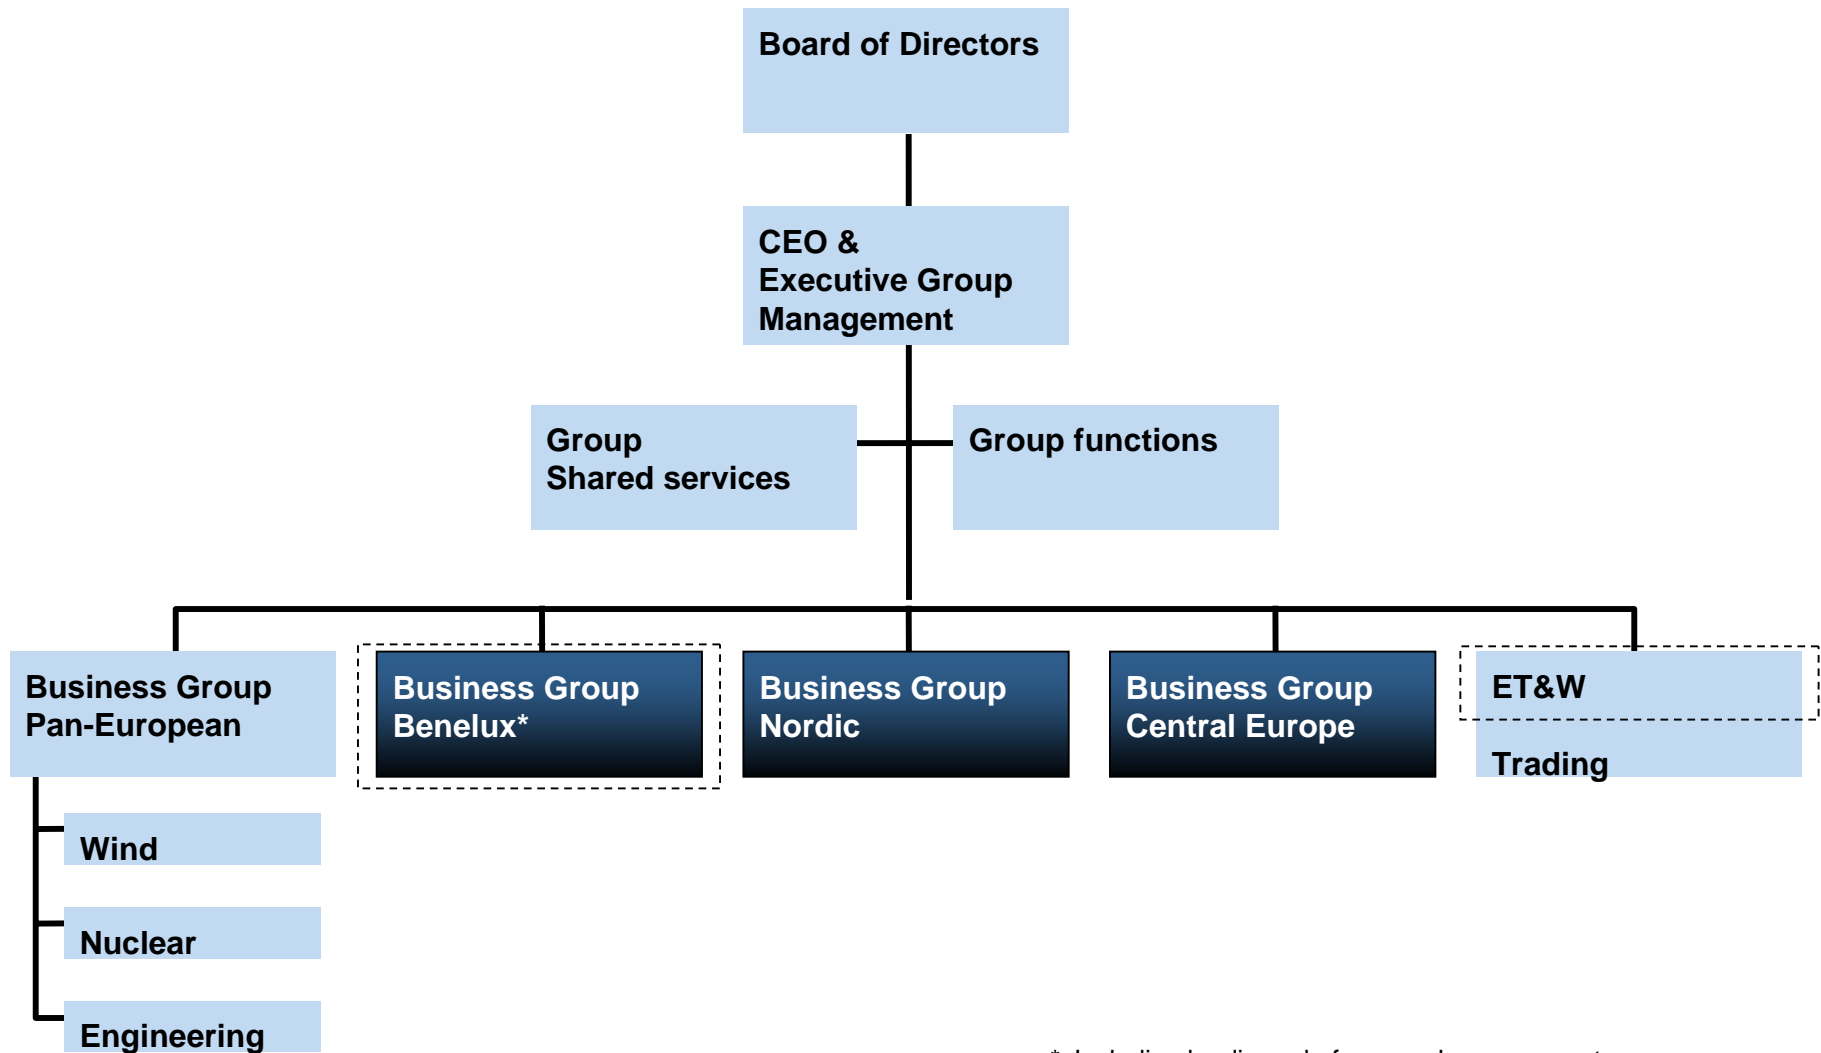 Board of Directors
CEO &
Executive Group
Management
Group
Shared services
Group functions
Business Group
Pan-European
Business Group
Benelux*
Business Group
Nordic
Business Group
Central Europe
ET&W
Trading
Wind
Nuclear
Engineering